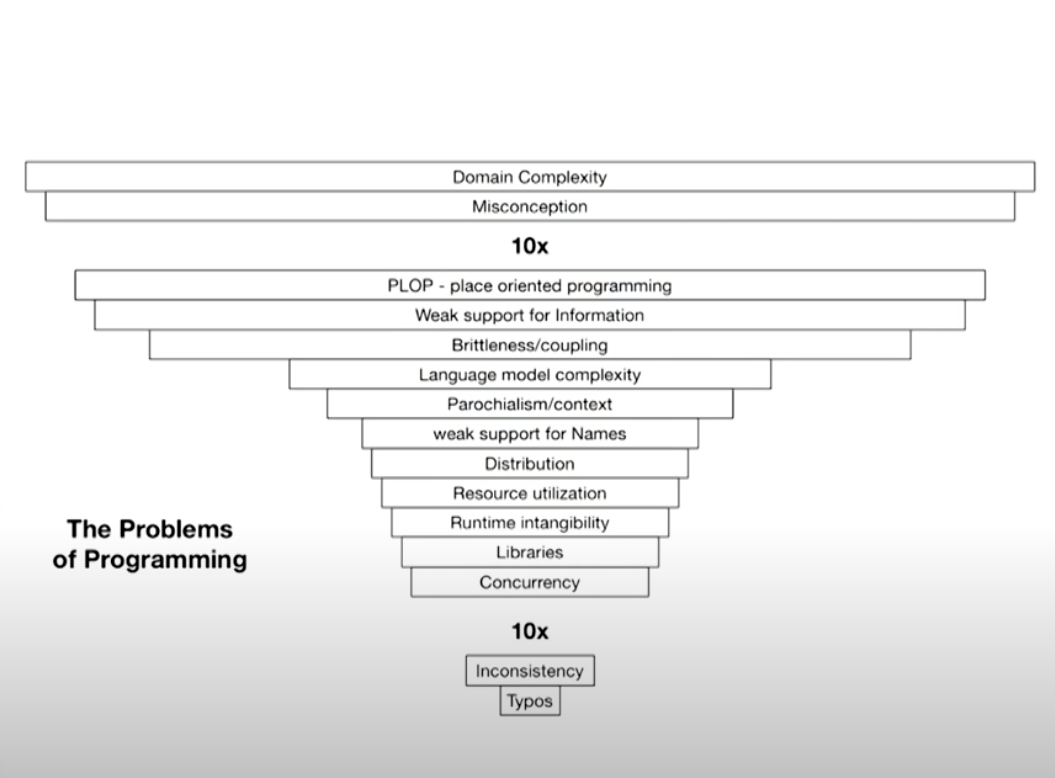 Domain Complexity
Misconception
10x
PLOP - place oriented programming
Weak support for Information
Brittleness/coupling
Language model complexity
Parochialism/context
weak support for Names
Distribution
Resource utilization
Runtime intangibility
Libraries
Concurrency
10x
Inconsistency
Typos
The Problems
of Programming